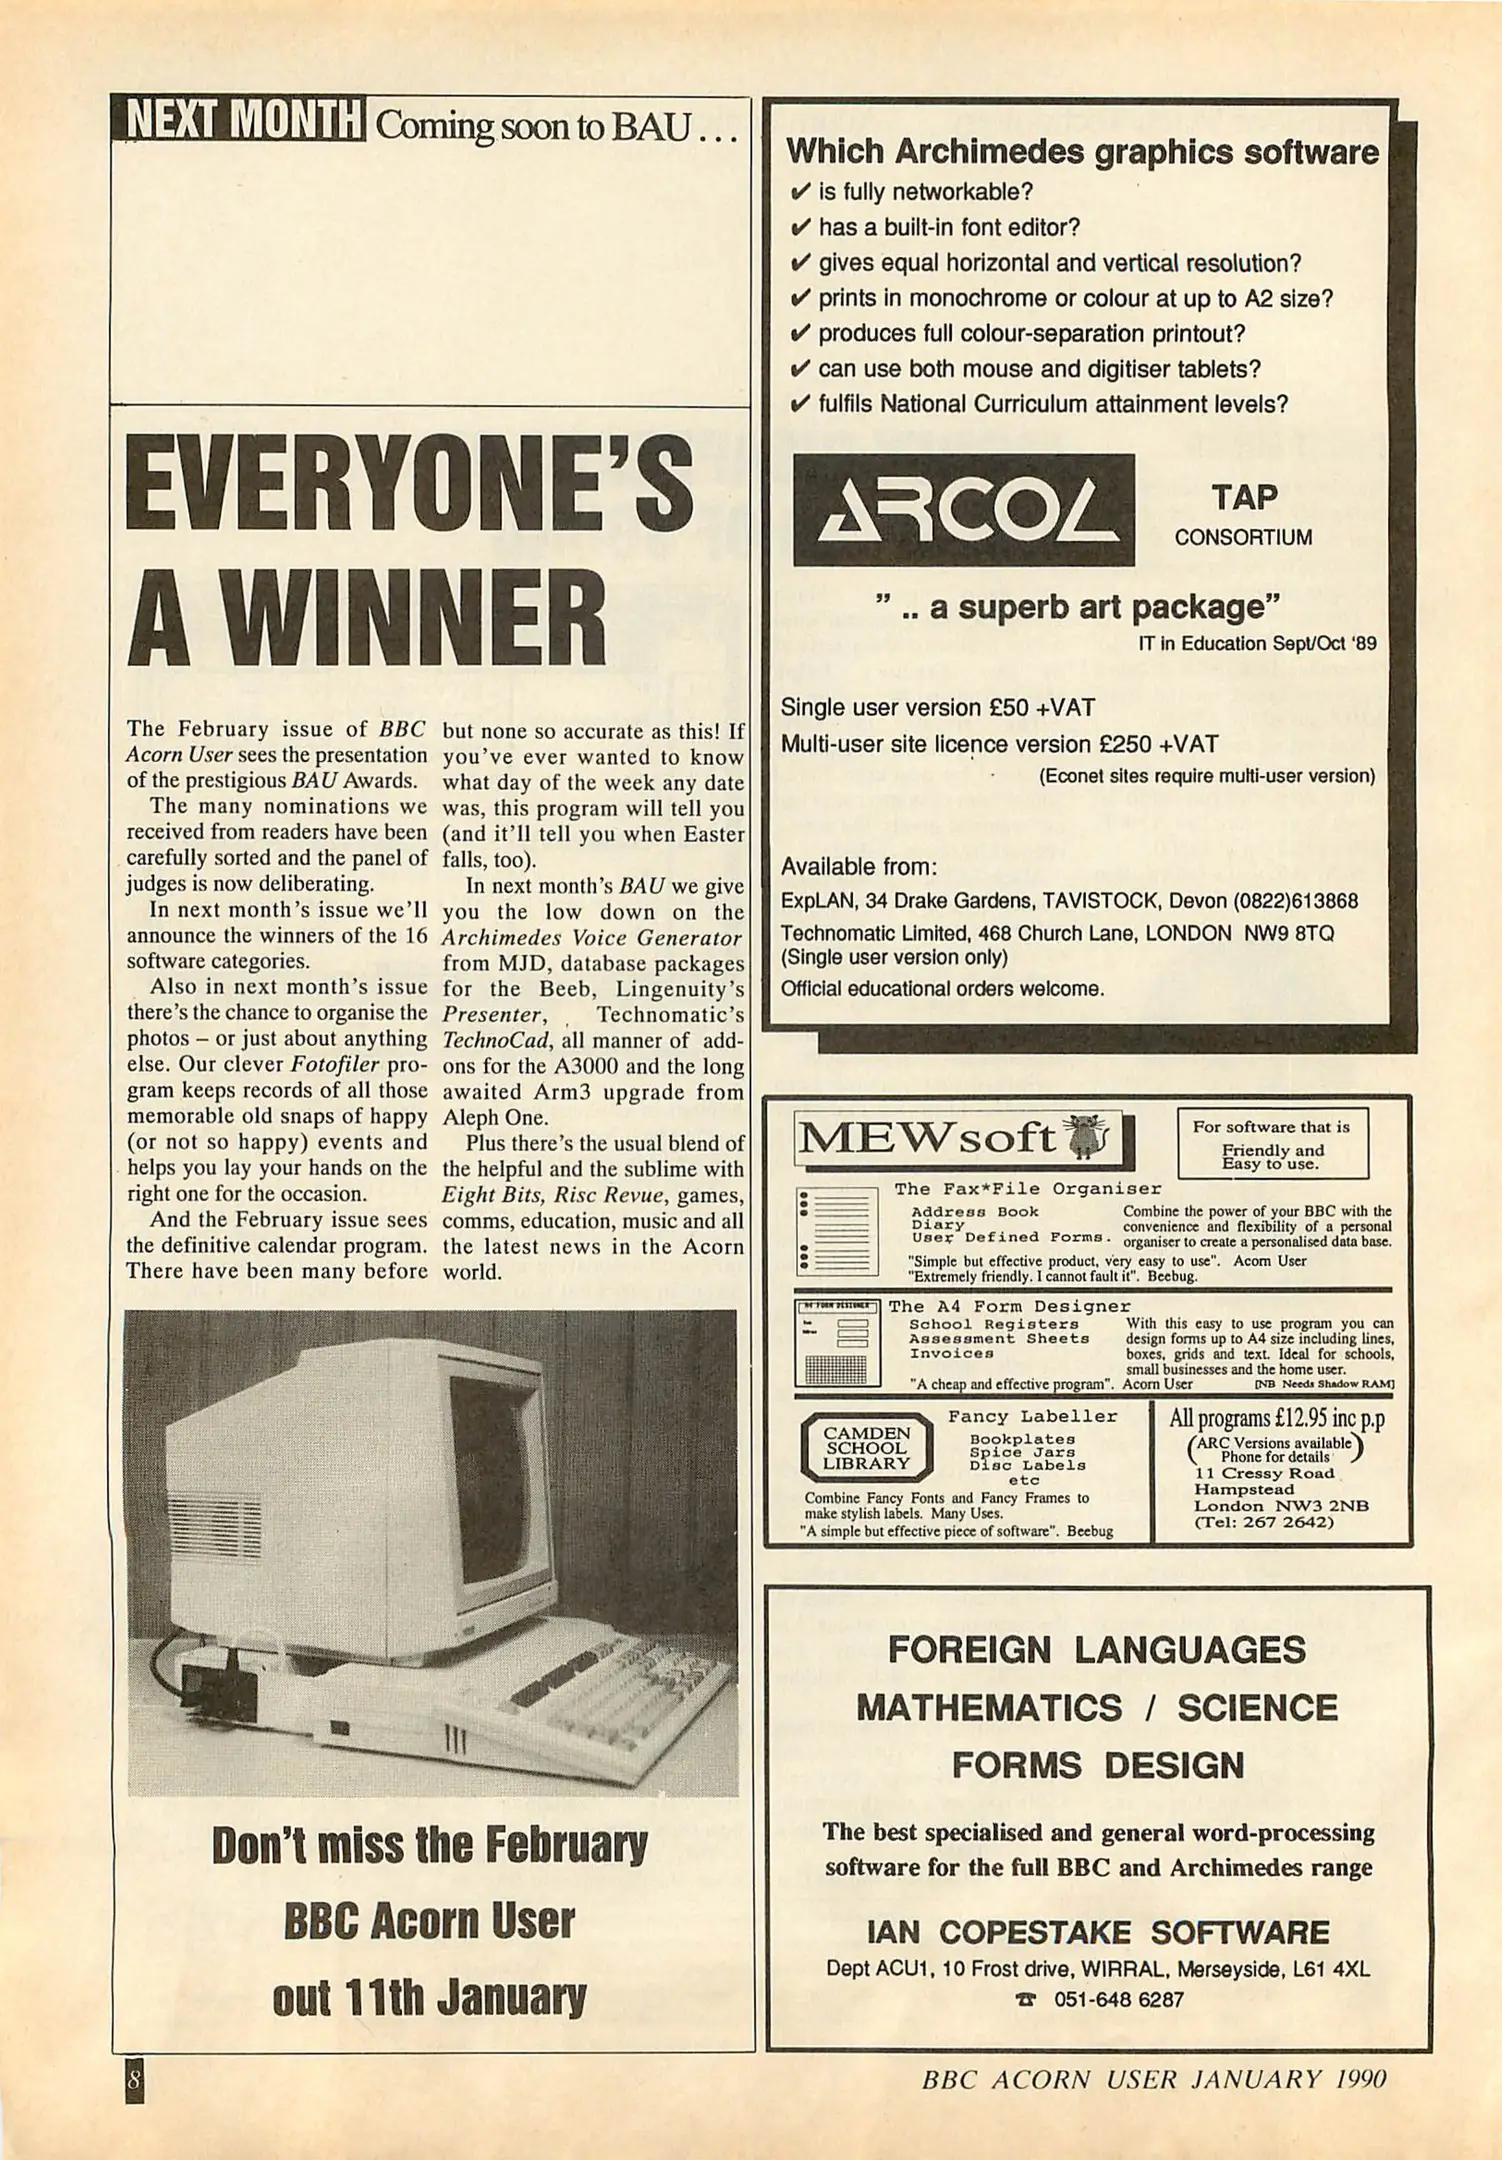 NEXT MONTH Coming soon to BAU . . .
EVERYONE'S
A WINNER
The February issue of BBC
Acorn User sees the presentation
of the prestigious BAU Awards.
The many nominations we
received from readers have been
carefully sorted and the panel of
judges is now deliberating.
In next month's issue we'll
announce the winners of the 16
software categories.
Also in next month's issue
there's the chance to organise the
photos – or just about anything
else. Our clever Fotofiler pro-
gram keeps records of all those
memorable old snaps of happy
(or not so happy) events and
helps you lay your hands on the
right one for the occasion.
And the February issue sees
the definitive calendar program.
There have been many before
but none so accurate as this! If
you've ever wanted to know
what day of the week any date
was, this program will tell you
(and it'll tell you when Easter
falls, too).
In next month's BAU we give
you the low down on the
Archimedes Voice Generator
from MJD, database packages
for the Beeb, Lingenuity's
Presenter, Technomatic's
TechnoCad, all manner of add-
ons for the A3000 and the long
awaited Arm3 upgrade from
Aleph One.
Plus there's the usual blend of
the helpful and the sublime with
Eight Bits, Risc Revue, games,
comms, education, music and all
the latest news in the Acorn
world.
Don't miss the February
BBC Acorn User
out 11th January
Which Archimedes graphics software
✔ is fully networkable?
✔ has a built-in font editor?
✔ gives equal horizontal and vertical resolution?
✔ prints in monochrome or colour at up to A2 size?
✔ produces full colour-separation printout?
✔ can use both mouse and digitiser tablets?
✔ fulfils National Curriculum attainment levels?
ARCOL
TAP
CONSORTIUM
" .. a superb art package"
IT in Education Sept/Oct '89
Single user version £50 +VAT
Multi-user site licence version £250 +VAT
(Econet sites require multi-user version)
Available from:
ExpLAN, 34 Drake Gardens, TAVISTOCK, Devon (0822)613868
Technomatic Limited, 468 Church Lane, LONDON NW9 8TQ
(Single user version only)
Official educational orders welcome.
MEWsoft
For software that is
Friendly and
Easy to use.
The Fax*File Organiser
Address Book
Diary
User Defined Forms.
Combine the power of your BBC with the
convenience and flexibility of a personal
organiser to create a personalised data base.
"Simple but effective product, very easy to use". Acorn User
"Extremely friendly. I cannot fault it". Beebug.
A4 FORM DESIGNER
The A4 Form Designer
School Registers
Assessment Sheets
Invoices
With this easy to use program you can
design forms up to A4 size including lines,
boxes, grids and text. Ideal for schools,
small businesses and the home user.
"A cheap and effective program". Acorn User [NB Needs Shadow RAM]
CAMDEN
SCHOOL
LIBRARY
Fancy Labeller
Bookplates
Spice Jars
Disc Labels
etc
Combine Fancy Fonts and Fancy Frames to
make stylish labels. Many Uses.
"A simple but effective piece of software". Beebug
All programs £12.95 inc p.p
(ARC Versions available
Phone for details)
11 Cressy Road
Hampstead
London NW3 2NB
(Tel: 267 2642)
FOREIGN LANGUAGES
MATHEMATICS / SCIENCE
FORMS DESIGN
The best specialised and general word-processing
software for the full BBC and Archimedes range
IAN COPESTAKE SOFTWARE
Dept ACU1, 10 Frost drive, WIRRAL, Merseyside, L61 4XL
☎ 051-648 6287
8
BBC ACORN USER JANUARY 1990